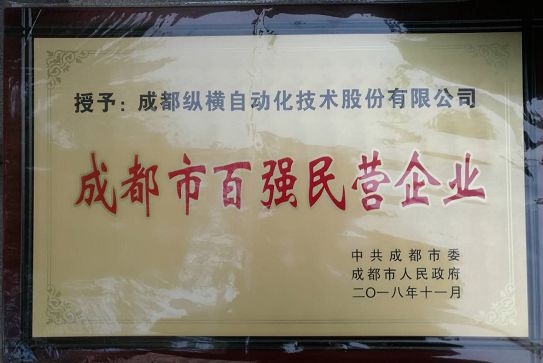 授予：成都纵横自动化技术股份有限公司
成都市百强民营企业
中共成都市委
成都市人民政府
二〇一八年十一月